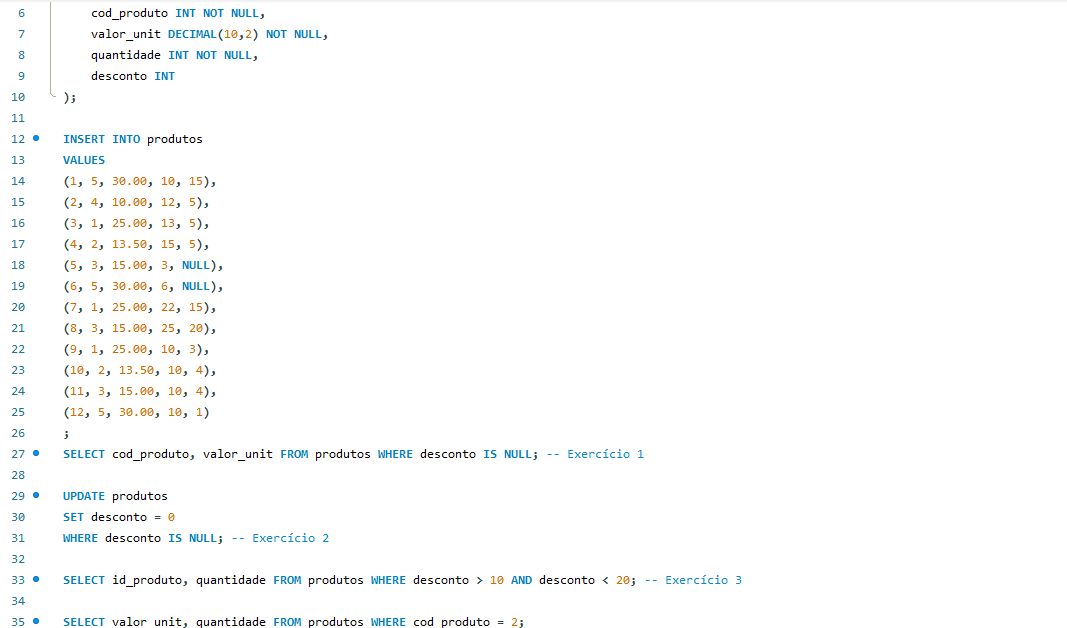 6 cod_produto INT NOT NULL,
7 valor_unit DECIMAL(10,2) NOT NULL,
8 quantidade INT NOT NULL,
9 desconto INT
10 );
11
12 INSERT INTO produtos
13 VALUES
14 (1, 5, 30.00, 10, 15),
15 (2, 4, 10.00, 12, 5),
16 (3, 1, 25.00, 13, 5),
17 (4, 2, 13.50, 15, 5),
18 (5, 3, 15.00, 3, NULL),
19 (6, 5, 30.00, 6, NULL),
20 (7, 1, 25.00, 22, 15),
21 (8, 3, 15.00, 25, 20),
22 (9, 1, 25.00, 10, 3),
23 (10, 2, 13.50, 10, 4),
24 (11, 3, 15.00, 10, 4),
25 (12, 5, 30.00, 10, 1)
26 ;
27 SELECT cod_produto, valor_unit FROM produtos WHERE desconto IS NULL; -- Exercício 1
28
29 UPDATE produtos
30 SET desconto = 0
31 WHERE desconto IS NULL; -- Exercício 2
32
33 SELECT id_produto, quantidade FROM produtos WHERE desconto > 10 AND desconto < 20; -- Exercício 3
34
35 SELECT valor unit, quantidade FROM produtos WHERE cod produto = 2;